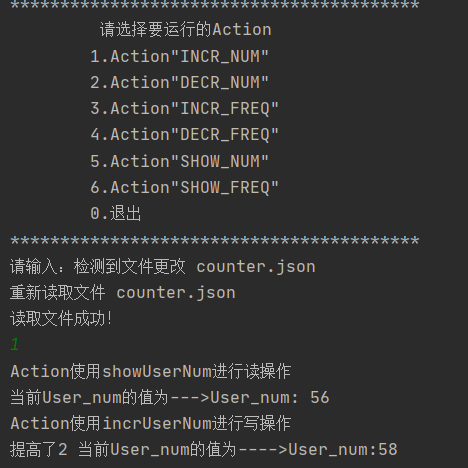 *****************************************
请选择要运行的Action
1.Action"INCR_NUM"
2.Action"DECR_NUM"
3.Action"INCR_FREQ"
4.Action"DECR_FREQ"
5.Action"SHOW_NUM"
6.Action"SHOW_FREQ"
0.退出
*****************************************
请输入：检测到文件更改 counter.json
重新读取文件 counter.json
读取文件成功!
1
Action使用showUserNum进行读操作
当前User_num的值为--->User_num: 56
Action使用incrUserNum进行写操作
提高了2 当前User_num的值为---->User_num:58